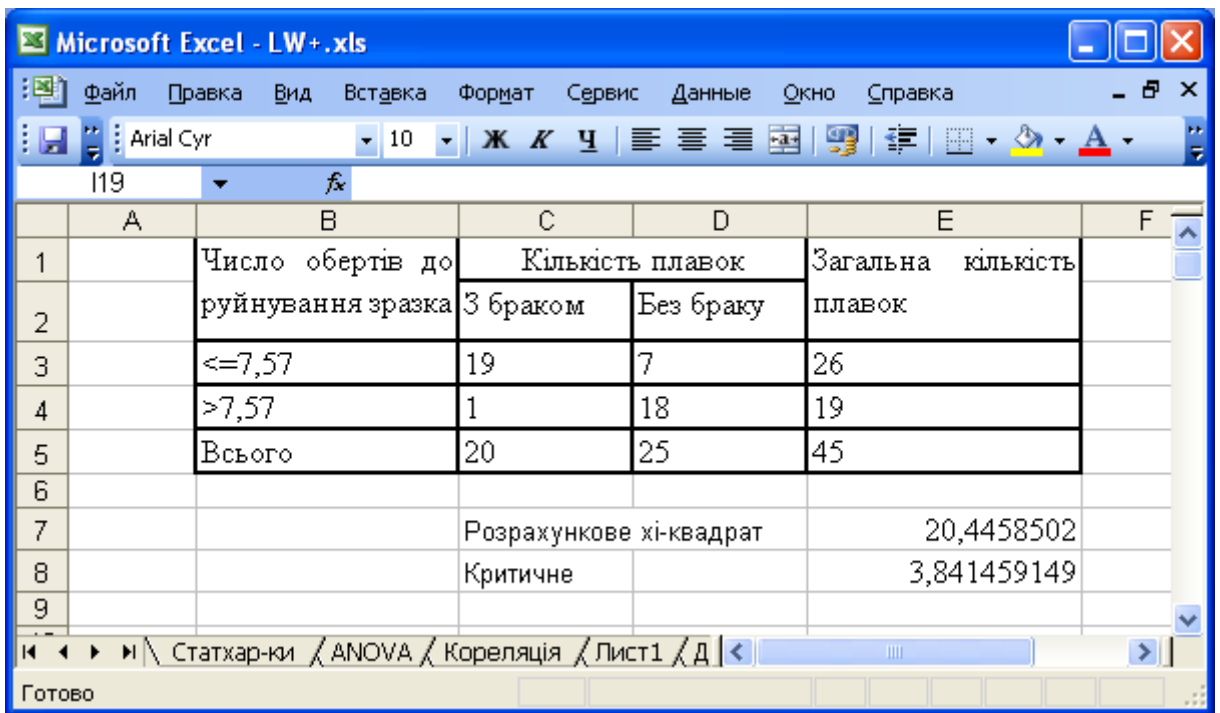 Microsoft Excel - LW+.xls
Файл Правка Вид Вставка Формат Сервис Данные Окно Справка
Arial Cyr 10 Ж К Ч A
I19 fx
A B C D E F
1 Число обертів до Кількість плавок Загальна кількість
2 руйнування зразка З браком Без браку плавок
3 <=7,57 19 7 26
4 >7,57 1 18 19
5 Всього 20 25 45
6
7 Розрахункове хі-квадрат 20,4458502
8 Критичне 3,841459149
9
Статхар-ки ANOVA Кореляція Лист1 Д
Готово